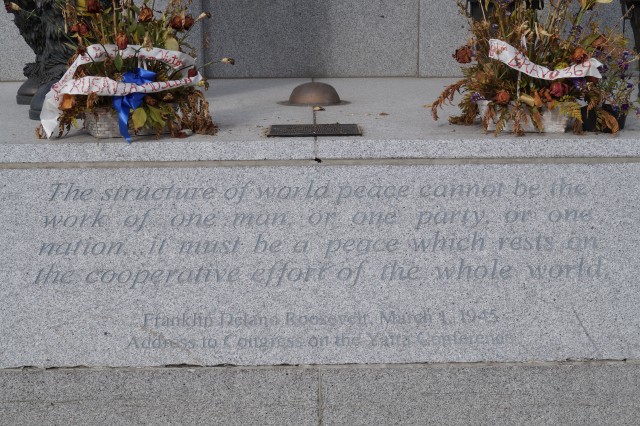 The structure of world peace cannot be the
work of one man, or one party, or one
nation...it must be a peace which rests on
the cooperative effort of the whole world.
Franklin Delano Roosevelt, March 1, 1945
Address to Congress on the Yalta Conference